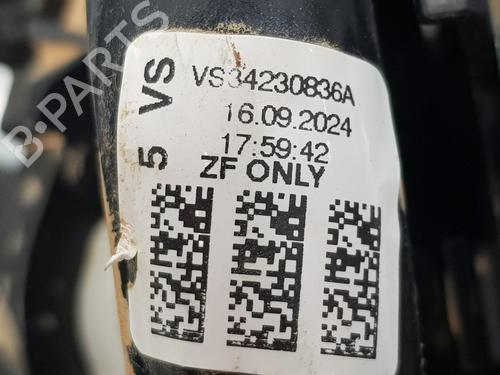 VS34230836A
16.09.2024
17:59:42
ZF ONLY
5 VS
B-PARTS